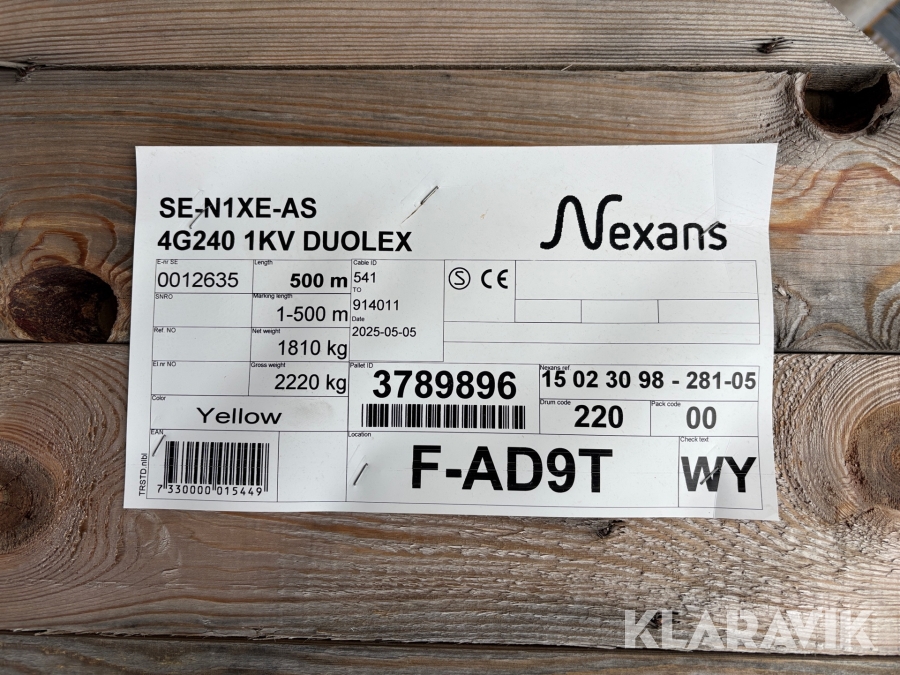 SE-N1XE-AS
4G240 1KV DUOLEX
Nexans
E-nr SE
0012635
Length
500 m
Cable ID
541
TO
914011
S CE
SNRO
Marking length
1-500 m
Date
2025-05-05
Ref. NO
Net weight
1810 kg
El.nr NO
Gross weight
2220 kg
Pallet ID
3789896
Nexans ref.
15 02 30 98 - 281-05
Drum code
220
Pack code
00
Color
Yellow
EAN
7 330000 015449
TRSTD.nlbl
Location
F-AD9T
Check text
WY
KLARAVIK